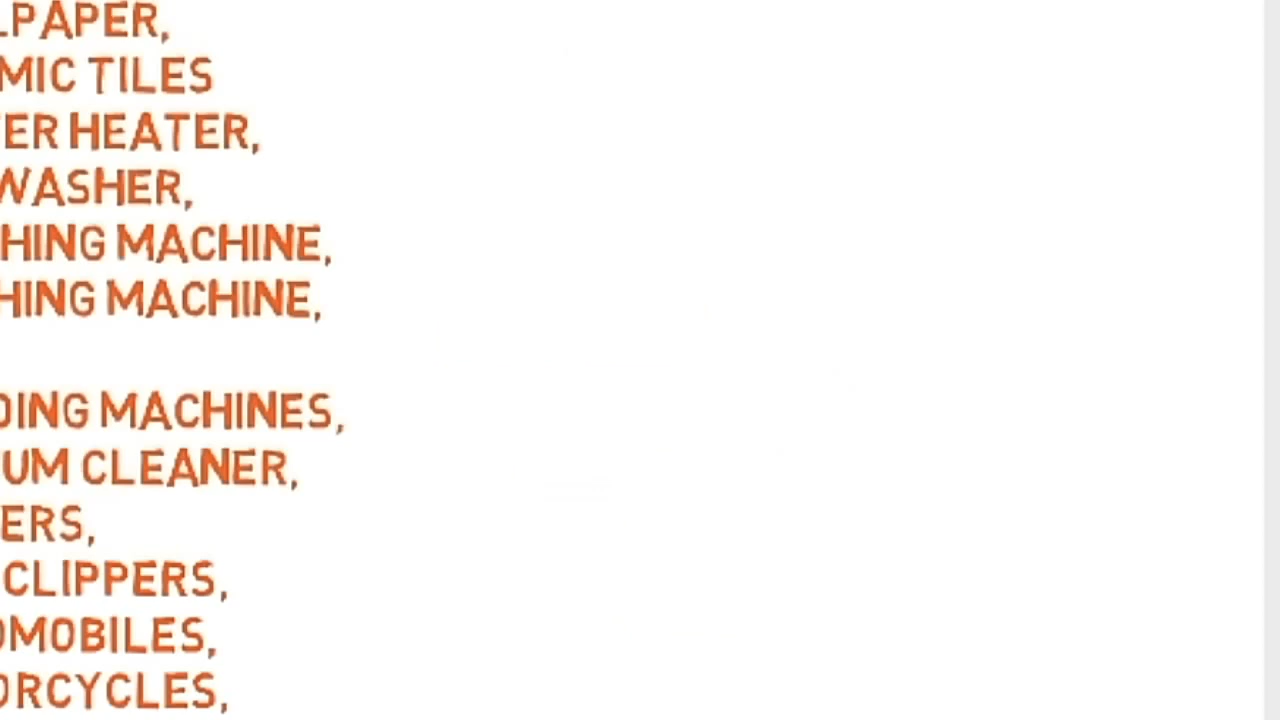 LPAPER,
MIC TILES
ER HEATER,
WASHER,
HING MACHINE,
HING MACHINE,
DING MACHINES,
UM CLEANER,
ERS,
CLIPPERS,
OMOBILES,
ORCYCLES,